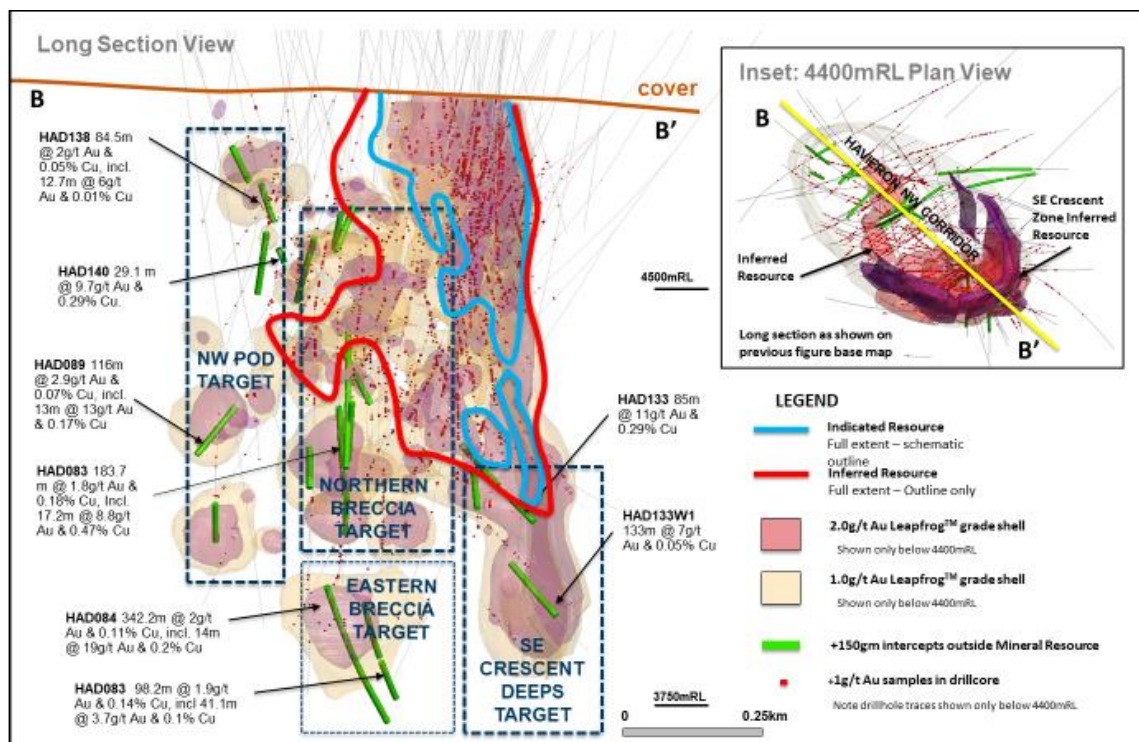 Long Section View
B
cover
B'
HAD138 84.5m
@ 2g/t Au &
0.05% Cu, incl.
12.7m @ 6g/t
Au & 0.01% Cu
HAD140 29.1 m
@ 9.7g/t Au &
0.29% Cu.
NW POD
TARGET
HAD089 116m
@ 2.9g/t Au &
0.07% Cu, incl.
13m @ 13g/t Au
& 0.17% Cu
HAD083 183.7
m @ 1.8g/t Au &
0.18% Cu, Incl.
17.2m @ 8.8g/t
Au & 0.47% Cu
NORTHERN
BRECCIA
TARGET
HAD084 342.2m @ 2g/t
Au & 0.11% Cu, incl. 14m
@ 19g/t Au & 0.2% Cu
HAD083 98.2m @ 1.9g/t
Au & 0.14% Cu, incl 41.1m
@ 3.7g/t Au & 0.1% Cu
EASTERN
BRECCIA
TARGET
SE
CRESCENT
DEEPS
TARGET
4500mRL
HAD133 85m
@ 11g/t Au &
0.29% Cu
HAD133W1
133m @ 7g/t
Au & 0.05% Cu
3750mRL
0
0.25km
Inset: 4400mRL Plan View
B
HAVIERON NW CORRIDOR
SE Crescent
Zone Inferred
Resource
Inferred
Resource
Long section as shown on
previous figure base map
B'
LEGEND
Indicated Resource
Full extent – schematic
outline
Inferred Resource
Full extent – Outline only
2.0g/t Au Leapfrog™ grade shell
Shown only below 4400mRL
1.0g/t Au Leapfrog™ grade shell
Shown only below 4400mRL
+150gm intercepts outside Mineral Resource
+1g/t Au samples in drillcore
Note drillhole traces shown only below 4400mRL